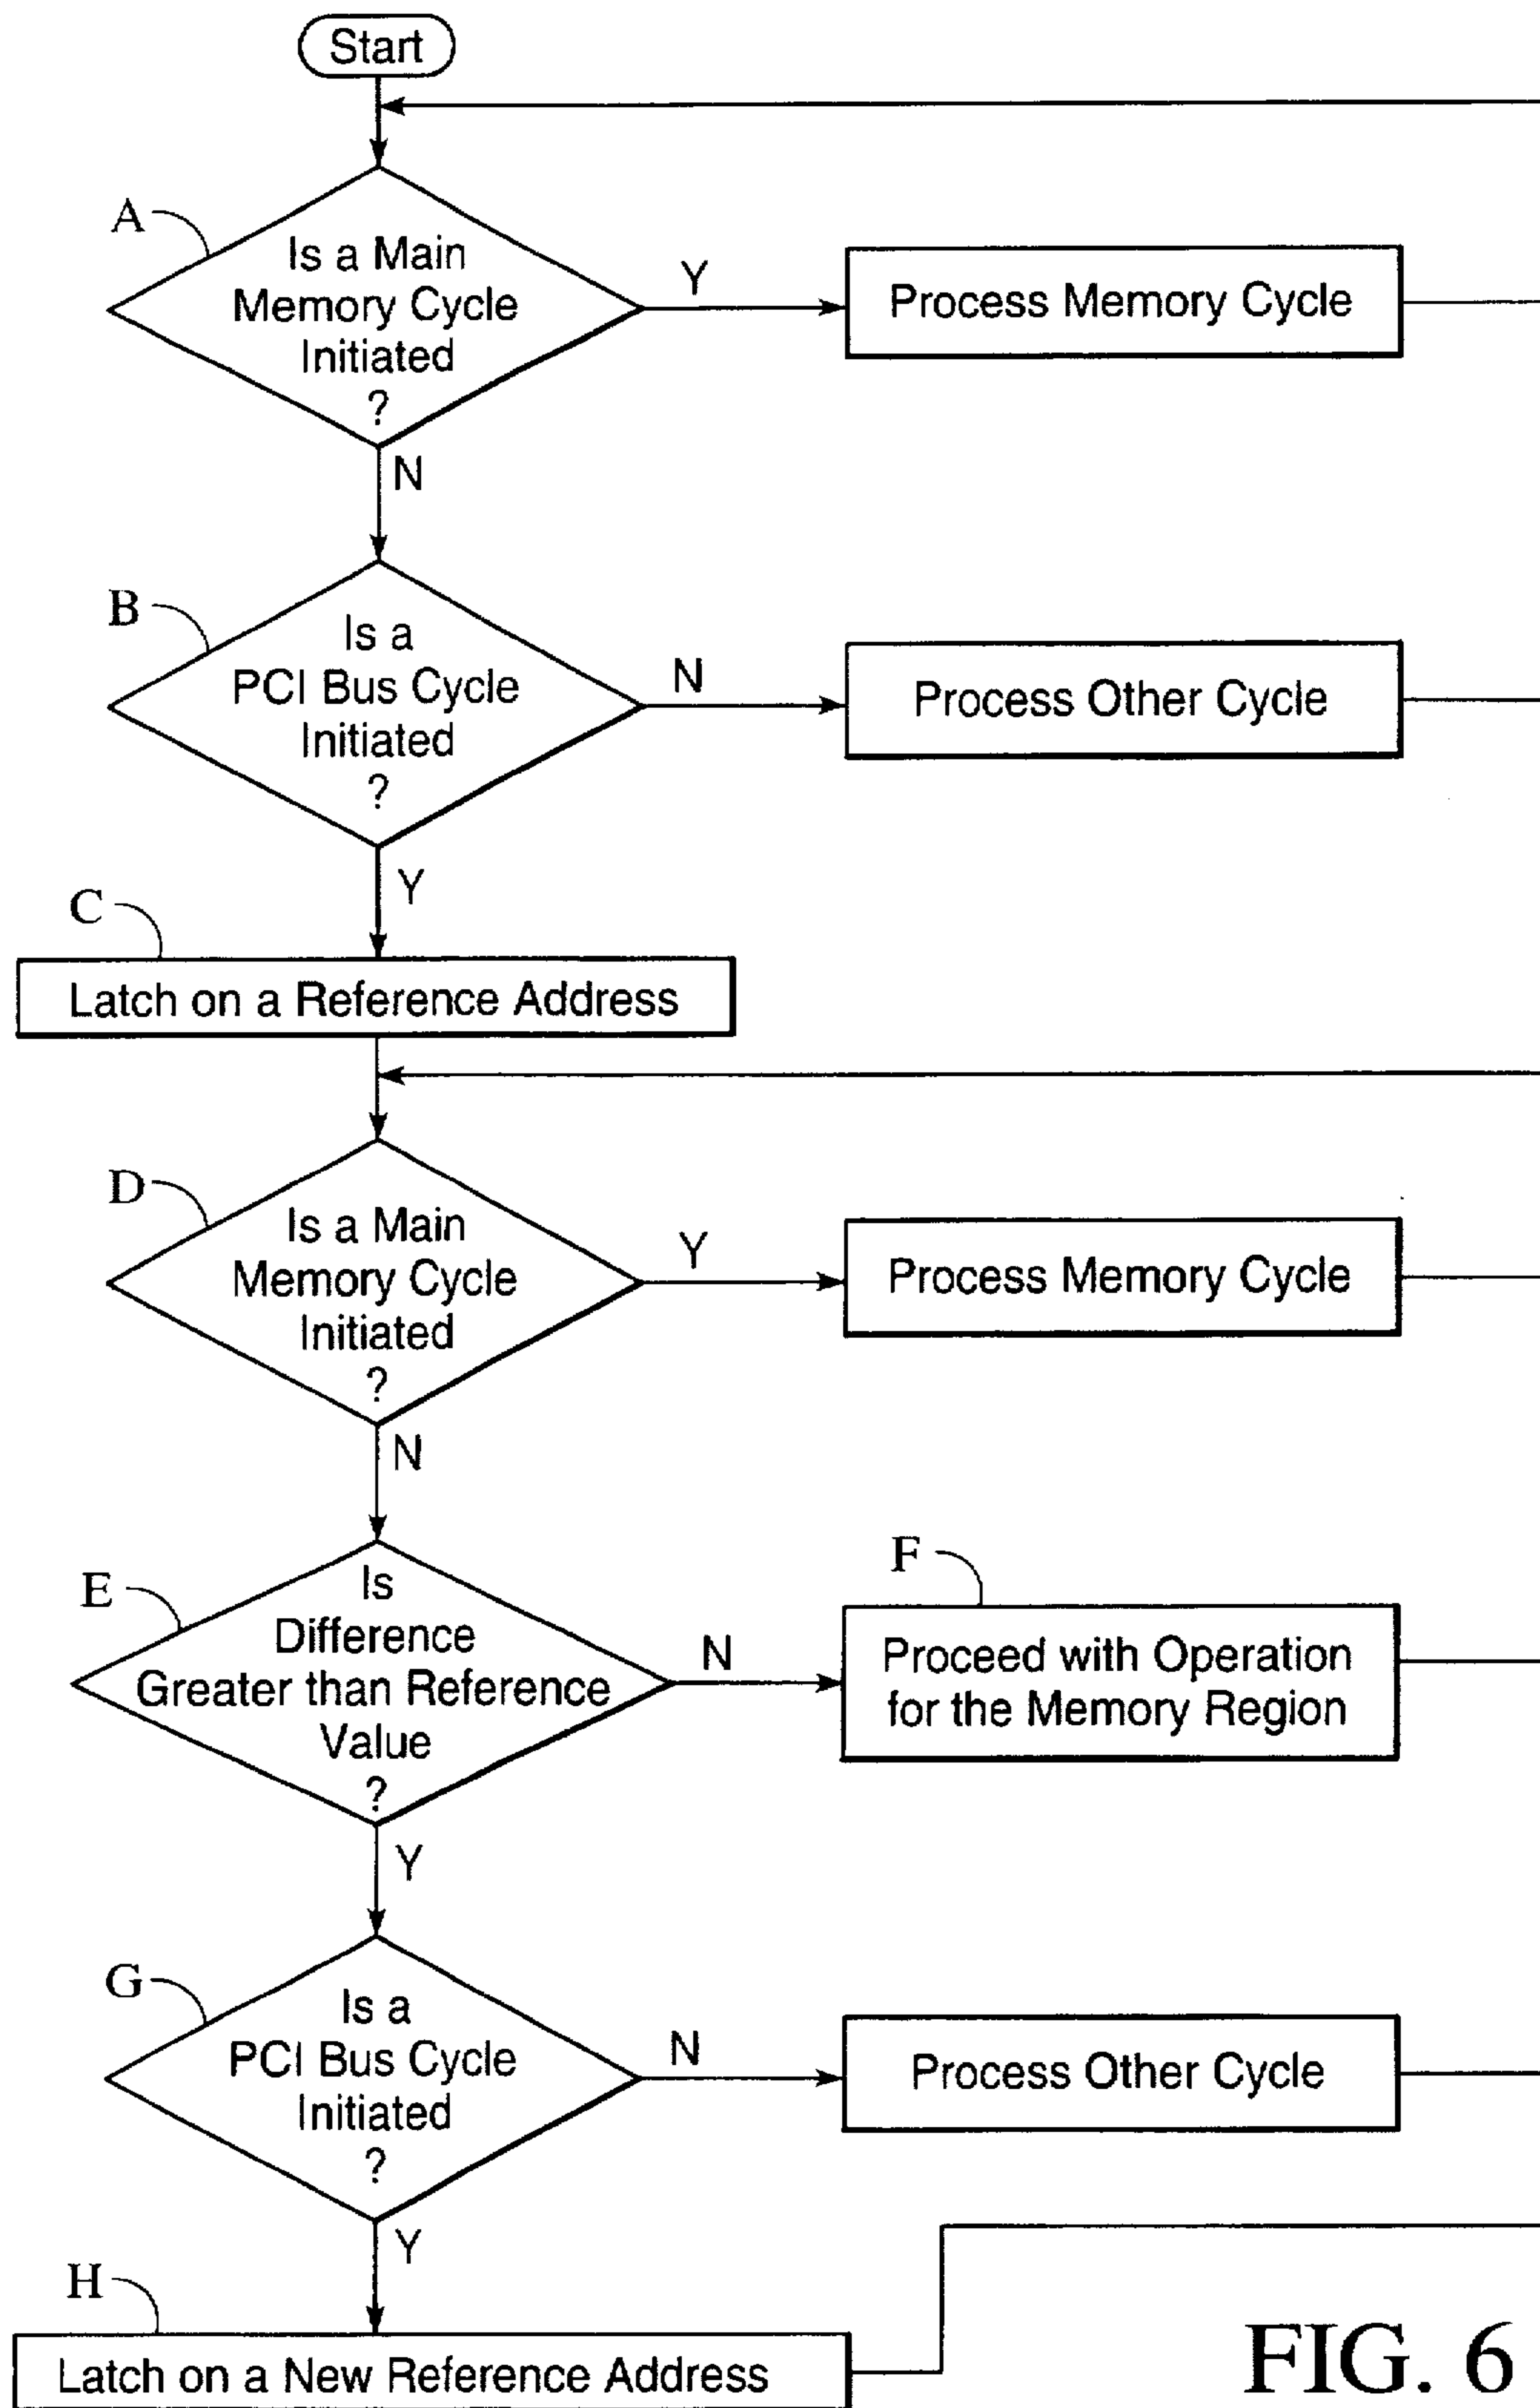 Start
A
Is a Main
Memory Cycle
Initiated
?
Y
Process Memory Cycle
N
B
Is a
PCI Bus Cycle
Initiated
?
N
Process Other Cycle
Y
C
Latch on a Reference Address
D
Is a Main
Memory Cycle
Initiated
?
Y
Process Memory Cycle
N
E
Is
Difference
Greater than Reference
Value
?
N
F
Proceed with Operation
for the Memory Region
Y
G
Is a
PCI Bus Cycle
Initiated
?
N
Process Other Cycle
Y
H
Latch on a New Reference Address
FIG. 6